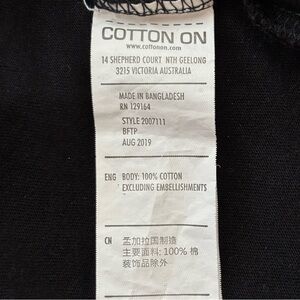 COTTON ON
www.cottonon.com
14 SHEPHERD COURT NTH GEELONG
3215 VICTORIA AUSTRALIA
MADE IN BANGLADESH
RN 129164
STYLE 2007111
BFTP
AUG 2019
ENG BODY: 100% COTTON
EXCLUDING EMBELLISHMENTS
CN 孟加拉国制造
主要面料: 100% 棉
装饰品除外